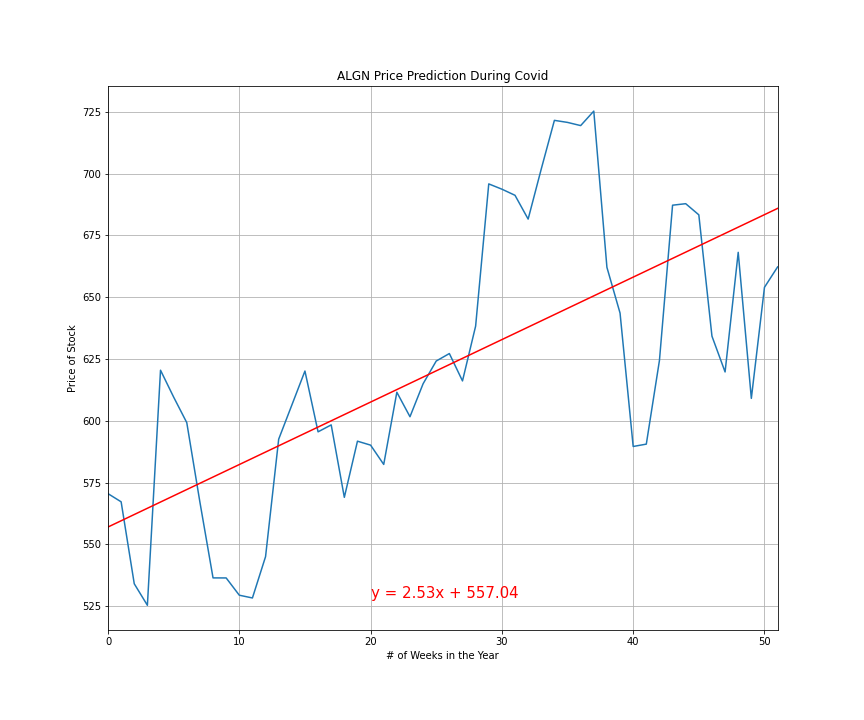 ALGN Price Prediction During Covid
Price of Stock
725
700
675
650
625
600
575
550
525
y = 2.53x + 557.04
0 10 20 30 40 50
# of Weeks in the Year